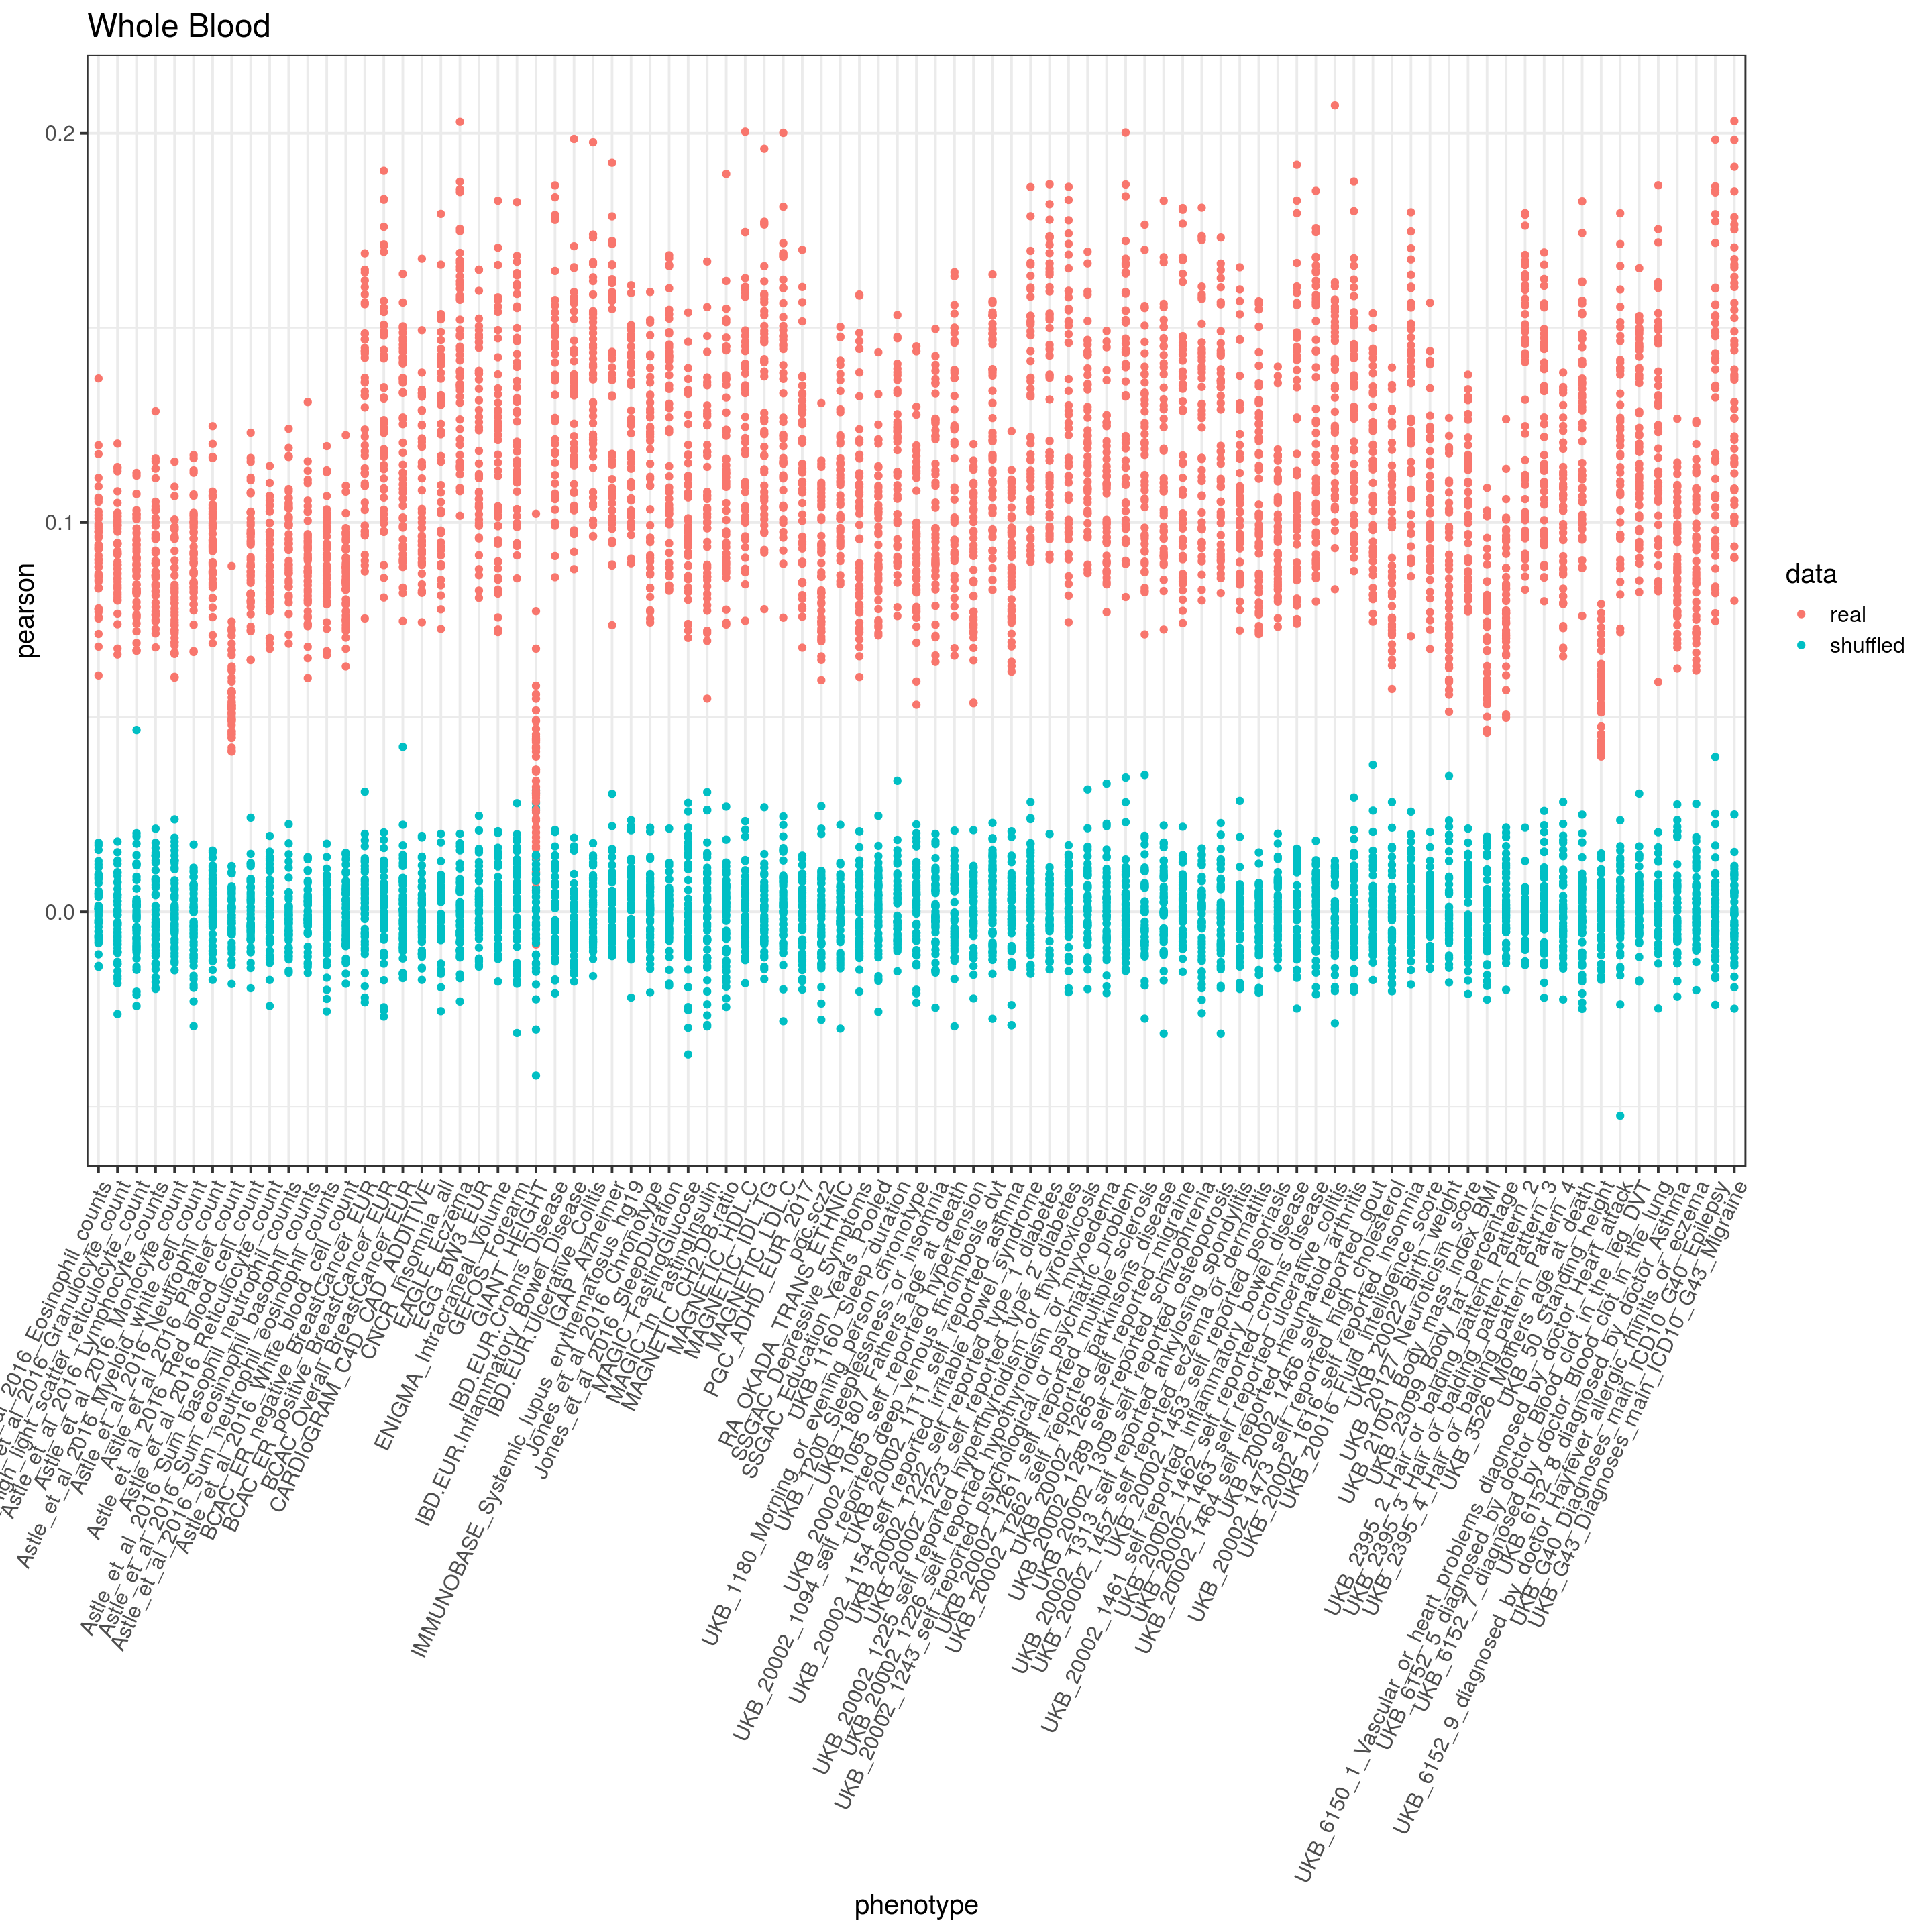 Whole Blood
0.2
0.1
0.0
pearson
data
real
shuffled
Astle_et_al_2016_Lymphocyte_counts
Astle_et_al_2016_Monocyte_count
Astle_et_al_2016_Neutrophil_count
Astle_et_al_2016_Platelet_count
Astle_et_al_2016_Red_blood_cell_count
Astle_et_al_2016_Reticulocyte_count
Astle_et_al_2016_Sum_basophil_neutrophil_counts
Astle_et_al_2016_Sum_eosinophil_basophil_counts
Astle_et_al_2016_Sum_neutrophil_eosinophil_counts
Astle_et_al_2016_White_blood_cell_count
BCAC_ER_negative_BreastCancer_EUR
BCAC_ER_positive_BreastCancer_EUR
BCAC_Overall_BreastCancer_EUR
CARDIoGRAM_C4D_CAD_ADDITIVE
CNCR_Insomnia_all
EAGLE_Eczema
EGG_BW3_EUR
ENIGMA_Intracraneal_Volume
GEFOS_Forearm
GIANT_HEIGHT
IBD.EUR.Crohns_Disease
IBD.EUR.Inflammatory_Bowel_Disease
IBD.EUR.Ulcerative_Colitis
IGAP_Alzheimer
IMMUNOBASE_Systemic_lupus_erythematosus_hg19
Jones_et_al_2016_Chronotype
Jones_et_al_2016_SleepDuration
MAGIC_FastingGlucose
MAGNETIC_CH2.DB.ratio
MAGNETIC_HDL.C
MAGNETIC_IDL.TG
MAGNETIC_LDL.C
PGC_ADHD_EUR_2017
pgc.scz2
RA_OKADA_TRANS_ETHNIC
SSGAC_Depressive_Symptoms
SSGAC_Education_Years_Pooled
UKB_1160_Sleep_duration
UKB_1180_Morning_or_evening_person_chronotype
UKB_1200_Sleeplessness_or_insomnia
UKB_1807_Fathers_age_at_death
UKB_20002_1065_self_reported_hypertension
UKB_20002_1094_self_reported_deep_venous_thrombosis_dvt
UKB_20002_1111_self_reported_asthma
UKB_20002_1154_self_reported_irritable_bowel_syndrome
UKB_20002_1222_self_reported_type_1_diabetes
UKB_20002_1223_self_reported_type_2_diabetes
UKB_20002_1225_self_reported_hyperthyroidism_or_thyrotoxicosis
UKB_20002_1226_self_reported_hypothyroidism_or_myxoedema
UKB_20002_1243_self_reported_psychological_or_psychiatric_problem
UKB_20002_1261_self_reported_multiple_sclerosis
UKB_20002_1262_self_reported_parkinsons_disease
UKB_20002_1265_self_reported_migraine
UKB_20002_1289_self_reported_schizophrenia
UKB_20002_1309_self_reported_osteoporosis
UKB_20002_1313_self_reported_ankylosing_spondylitis
UKB_20002_1452_self_reported_eczema_or_dermatitis
UKB_20002_1453_self_reported_psoriasis
UKB_20002_1461_self_reported_inflammatory_bowel_disease
UKB_20002_1462_self_reported_crohns_disease
UKB_20002_1463_self_reported_ulcerative_colitis
UKB_20002_1464_self_reported_rheumatoid_arthritis
UKB_20002_1466_self_reported_gout
UKB_20002_1473_self_reported_high_cholesterol
UKB_20002_1616_self_reported_insomnia
UKB_20016_Fluid_intelligence_score
UKB_20022_Birth_weight
UKB_20127_Neuroticism_score
UKB_21001_Body_mass_index_BMI
UKB_23099_Body_fat_percentage
UKB_2395_2_Hair_or_balding_pattern_Pattern_2
UKB_2395_3_Hair_or_balding_pattern_Pattern_3
UKB_2395_4_Hair_or_balding_pattern_Pattern_4
UKB_3526_Mothers_age_at_death
UKB_50_Standing_height
UKB_6150_1_Vascular_or_heart_problems_diagnosed_by_doctor_Heart_attack
UKB_6152_5_diagnosed_by_doctor_Blood_clot_in_the_leg_DVT
UKB_6152_7_diagnosed_by_doctor_Blood_clot_in_the_lung
UKB_6152_8_diagnosed_by_doctor_Asthma
UKB_6152_9_diagnosed_by_doctor_Hayfever_allergic_rhinitis_or_eczema
UKB_G40_Diagnoses_main_ICD10_G40_Epilepsy
UKB_G43_Diagnoses_main_ICD10_G43_Migraine
phenotype